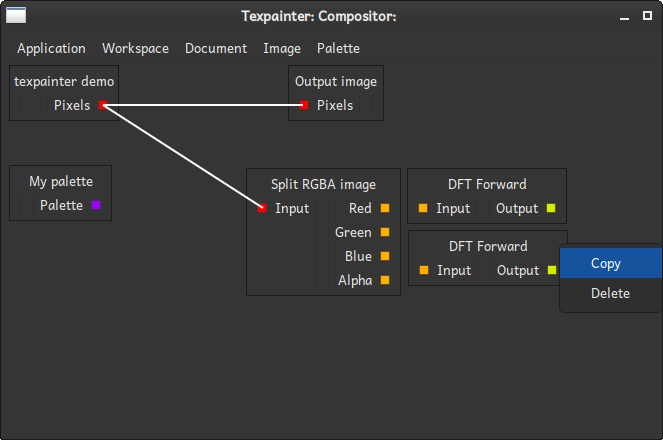 Texpainter: Compositor:
Application Workspace Document Image Palette
texpainter demo
Pixels
Output image
Pixels
My palette
Palette
Split RGBA image
Input Red
Green
Blue
Alpha
DFT Forward
Input Output
DFT Forward
Input Output
Copy
Delete